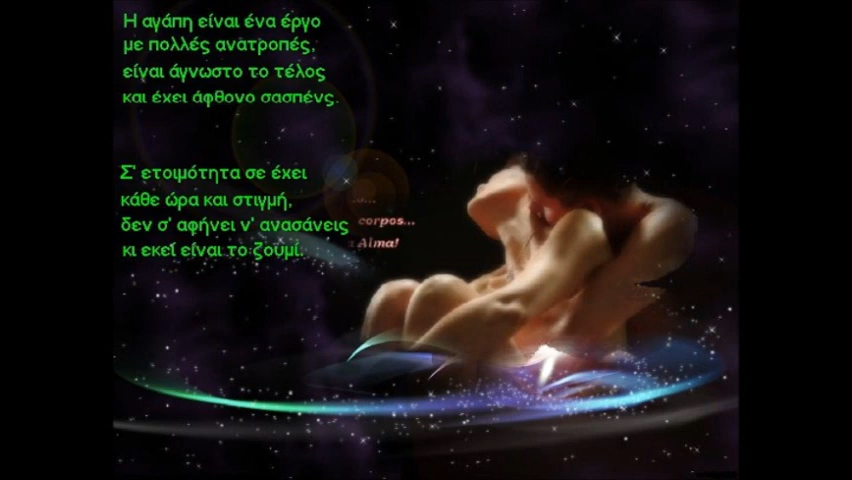 Η αγάπη είναι ένα έργο
με πολλές ανατροπές,
είναι άγνωστο το τέλος
και έχει άφθονο σασπένς.
Σ' ετοιμότητα σε έχει
κάθε ώρα και στιγμή,
δεν σ' αφήνει ν' ανασάνεις
κι εκεί είναι το ζουμί.
corpos...
Alma!